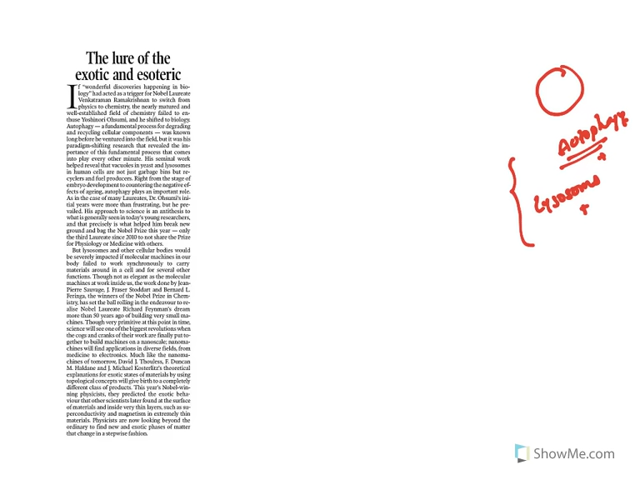 The lure of the
exotic and esoteric
If "wonderful discoveries happening in bio-
logy" had acted as a trigger for Nobel Laureate
Venkatraman Ramakrishnan to switch from
physics to chemistry, the nearly matured and
well-established field of chemistry failed to en-
thuse Yoshinori Ohsumi, and he shifted to biology.
Autophagy — a fundamental process for degrading
and recycling cellular components — was known
long before he ventured into the field, but it was his
paradigm-shifting research that revealed the im-
portance of this fundamental process that comes
into play every other minute. His seminal work
helped reveal that vacuoles in yeast and lysosomes
in human cells are not just garbage bins but re-
cyclers and fuel producers. Right from the stage of
embryo development to countering the negative ef-
fects of ageing, autophagy plays an important role.
As in the case of many Laureates, Dr. Ohsumi's ini-
tial years were more than frustrating, but he pre-
vailed. His approach to science is an antithesis to
what is generally seen in today's young researchers,
and that precisely is what helped him break new
ground and bag the Nobel Prize this year — only
the third Laureate since 2010 to not share the Prize
for Physiology or Medicine with others.
But lysosomes and other cellular bodies would
be severely impacted if molecular machines in our
body failed to work synchronously to carry
materials around in a cell and for several other
functions. Though not as elegant as the molecular
machines at work inside us, the work done by Jean-
Pierre Sauvage, J. Fraser Stoddart and Bernard L.
Feringa, the winners of the Nobel Prize in Chem-
istry, has set the ball rolling in the endeavour to re-
alise Nobel Laureate Richard Feynman's dream
more than 50 years ago of building very small ma-
chines. Though very primitive at this point in time,
science will see one of the biggest revolutions when
the cogs and cranks of their work are finally put to-
gether to build machines on a nanoscale; nanoma-
chines will find applications in diverse fields, from
medicine to electronics. Much like the nanoma-
chines of tomorrow, David J. Thouless, F. Duncan
M. Haldane and J. Michael Kosterlitz's theoretical
explanations for exotic states of materials by using
topological concepts will give birth to a completely
different class of products. This year's Nobel-win-
ning physicists, they predicted the exotic beha-
viour that other scientists later found at the surface
of materials and inside very thin layers, such as su-
perconductivity and magnetism in extremely thin
materials. Physicists are now looking beyond the
ordinary to find new and exotic phases of matter
that change in a stepwise fashion.
Autophagy
Lysosome
ShowMe.com